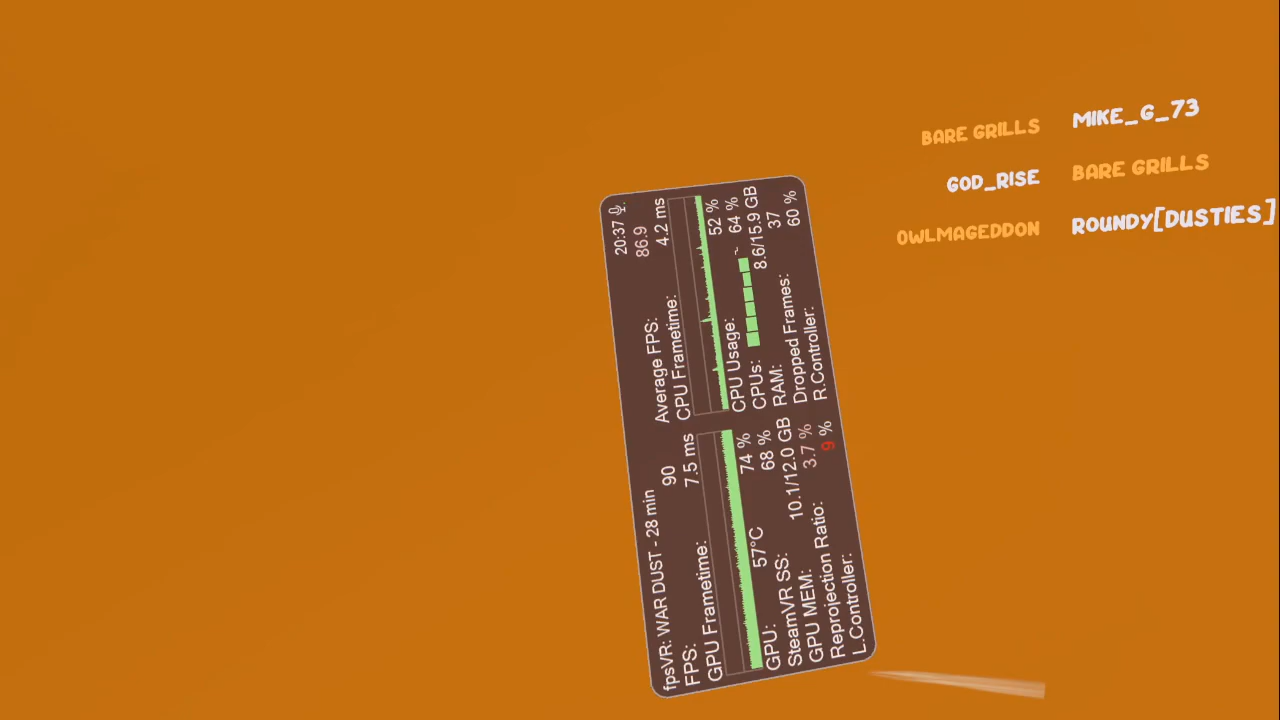 BARE GRILLS MIKE_G_73
GOD_RISE BARE GRILLS
OWLMAGEDDON ROUNDY[DUSTIES]
fpsVR: WAR DUST - 28 min 20:37
FPS: 90 Average FPS: 86.9
GPU Frametime: 7.5 ms CPU Frametime: 4.2 ms
GPU: 57°C 74 % CPU Usage: 52 %
SteamVR SS: 68 % CPUs: 64 %
GPU MEM: 10.1/12.0 GB RAM: 8.6/15.9 GB
Reprojection Ratio: 3.7 % Dropped Frames: 37
L.Controller: 9 % R.Controller: 60 %